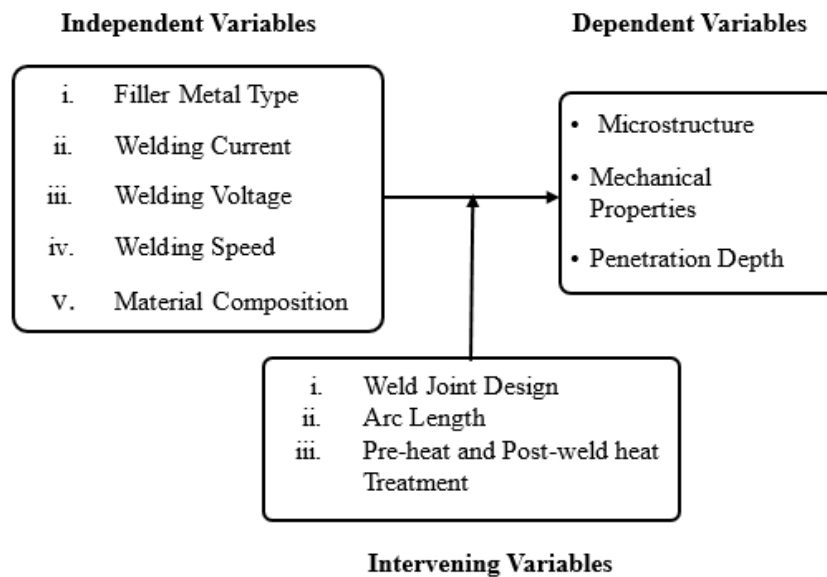 Independent Variables
i. Filler Metal Type
ii. Welding Current
iii. Welding Voltage
iv. Welding Speed
v. Material Composition
Dependent Variables
• Microstructure
• Mechanical
Properties
• Penetration Depth
i. Weld Joint Design
ii. Arc Length
iii. Pre-heat and Post-weld heat
Treatment
Intervening Variables